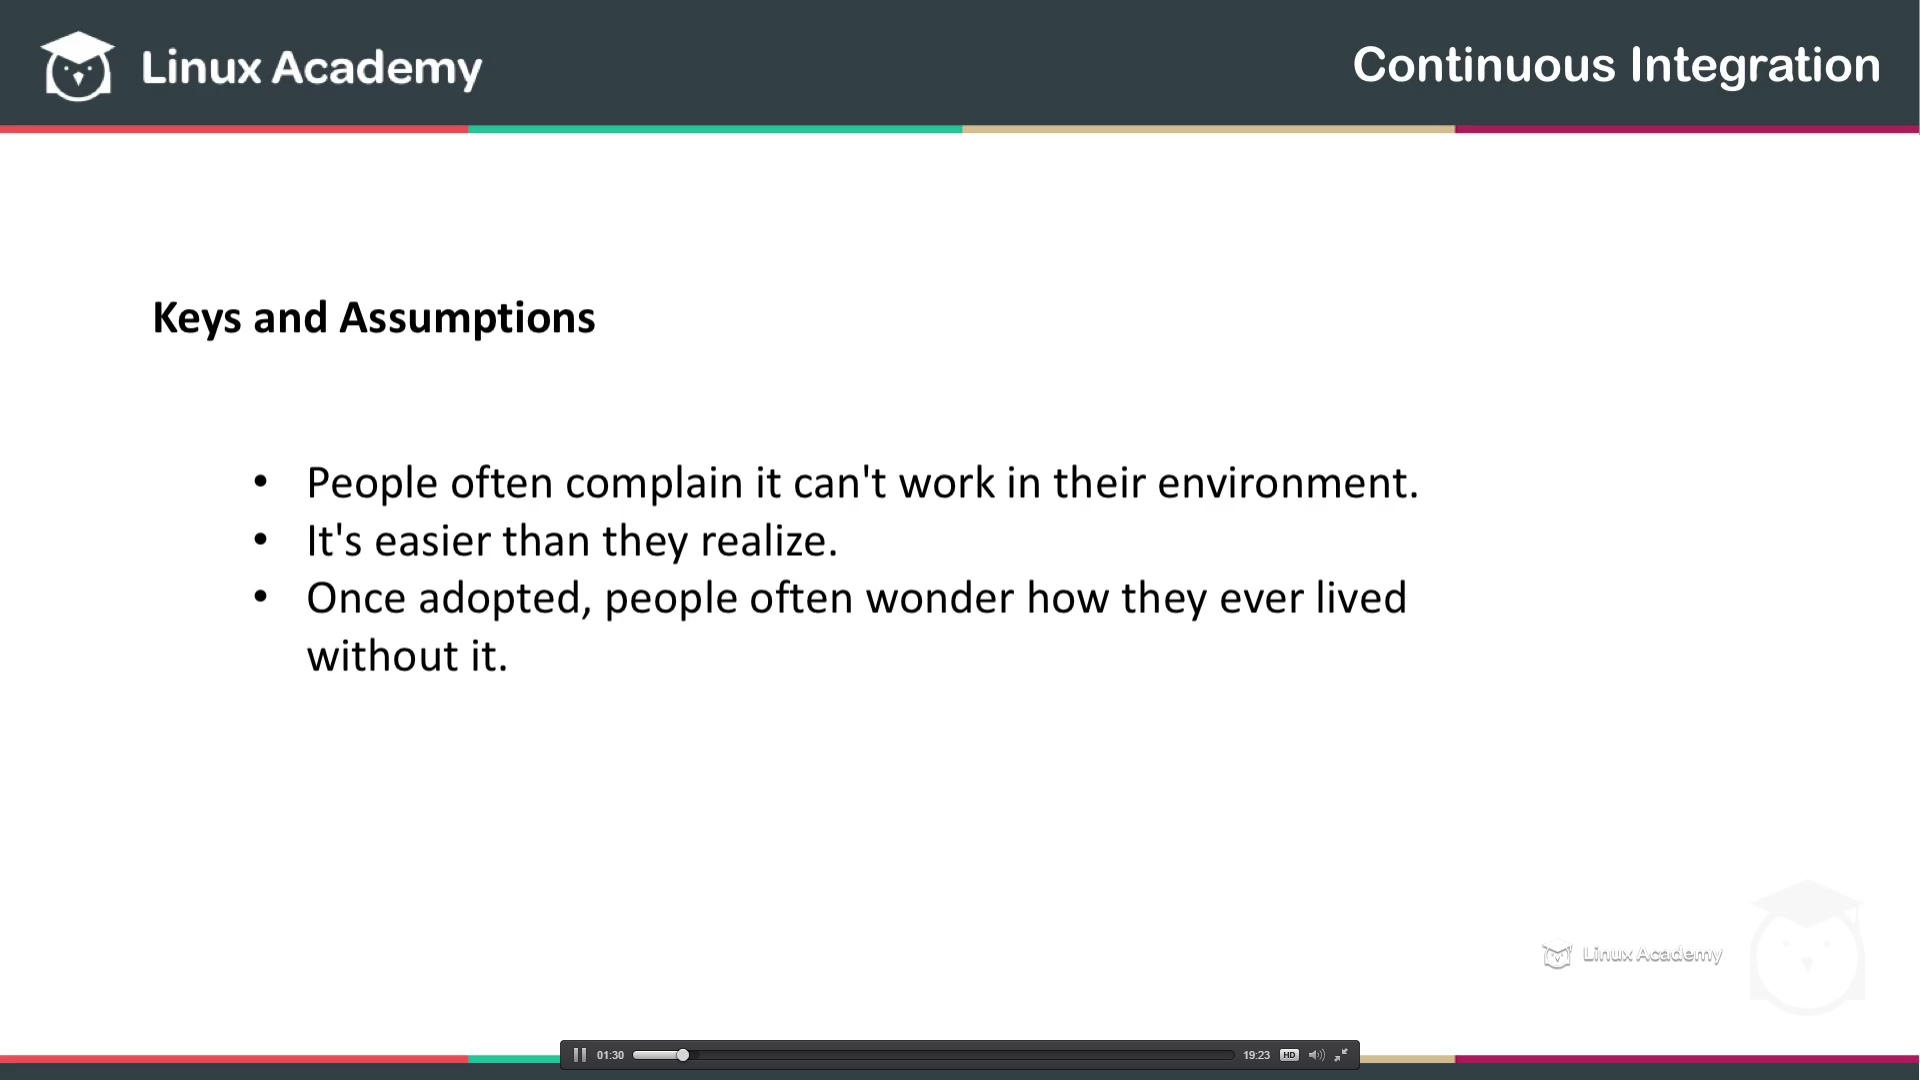 Linux Academy
Continuous Integration
Keys and Assumptions
• People often complain it can't work in their environment.
• It's easier than they realize.
• Once adopted, people often wonder how they ever lived
without it.
Linux Academy
01:30
19:23
HD